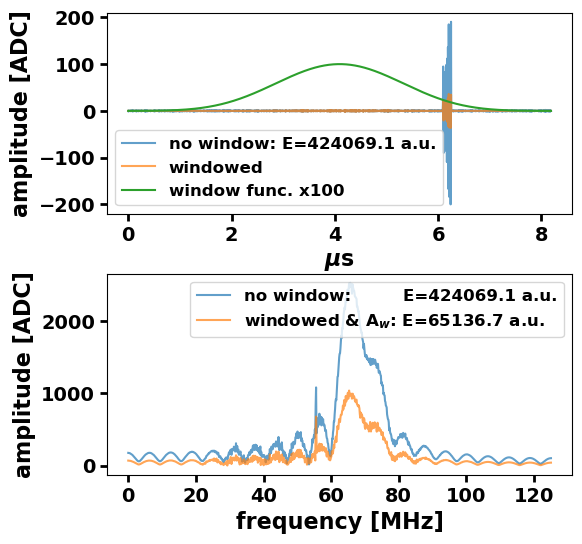 amplitude [ADC]
200
100
0
−100
−200
no window: E=424069.1 a.u.
windowed
window func. x100
0 2 4 6 8
μs
amplitude [ADC]
2000
1000
0
no window: E=424069.1 a.u.
windowed & A_w: E=65136.7 a.u.
0 20 40 60 80 100 120
frequency [MHz]